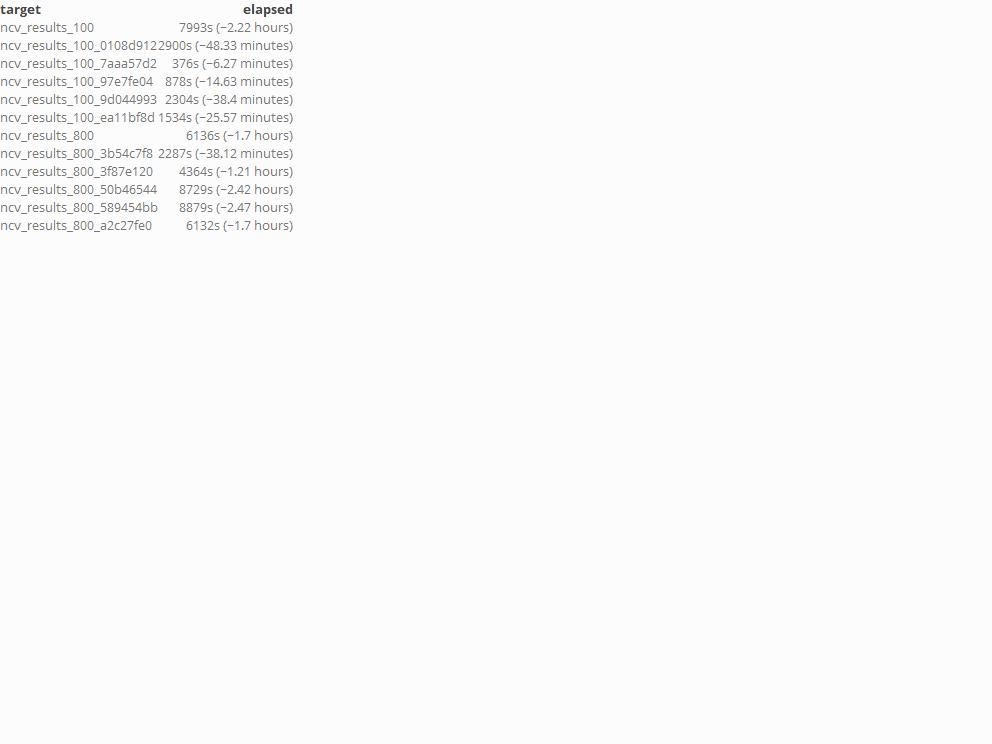 target elapsed
ncv_results_100 7993s (~2.22 hours)
ncv_results_100_0108d912 2900s (~48.33 minutes)
ncv_results_100_7aaa57d2 376s (~6.27 minutes)
ncv_results_100_97e7fe04 878s (~14.63 minutes)
ncv_results_100_9d044993 2304s (~38.4 minutes)
ncv_results_100_ea11bf8d 1534s (~25.57 minutes)
ncv_results_800 6136s (~1.7 hours)
ncv_results_800_3b54c7f8 2287s (~38.12 minutes)
ncv_results_800_3f87e120 4364s (~1.21 hours)
ncv_results_800_50b46544 8729s (~2.42 hours)
ncv_results_800_589454bb 8879s (~2.47 hours)
ncv_results_800_a2c27fe0 6132s (~1.7 hours)